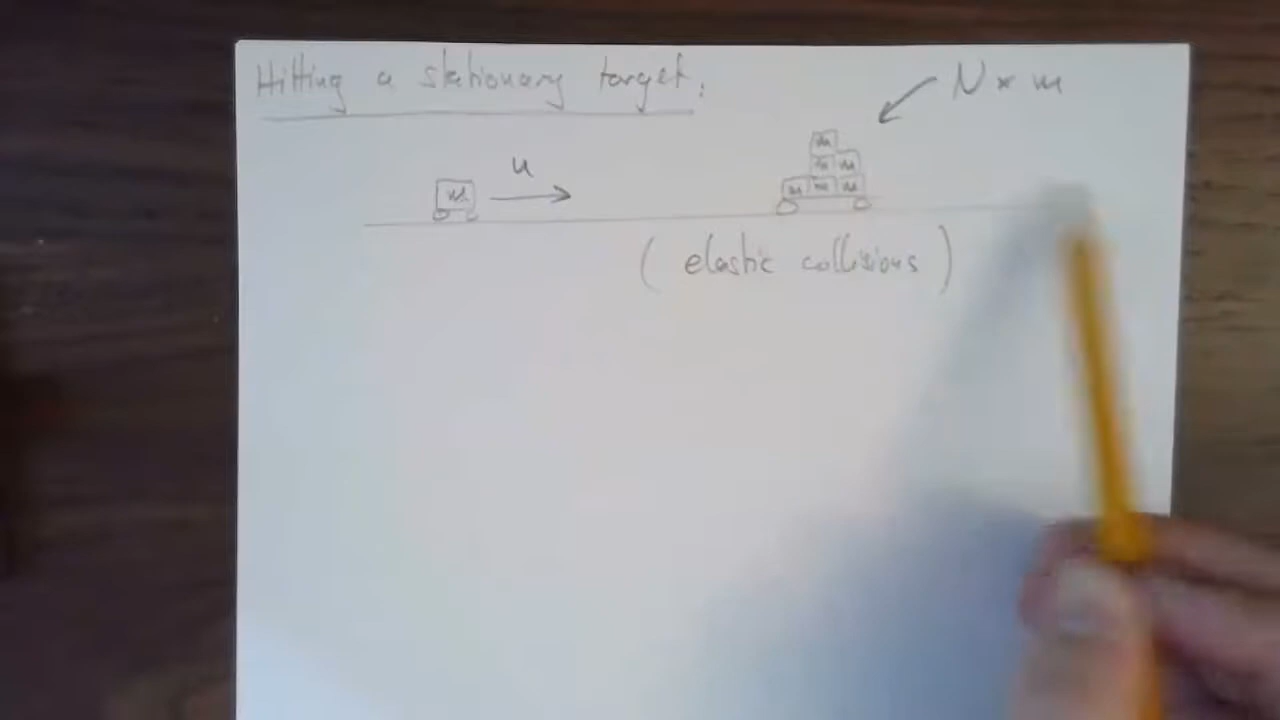 Hitting a stationary target:
N × m
u
m
m
m m
m m m
(elastic collisions)